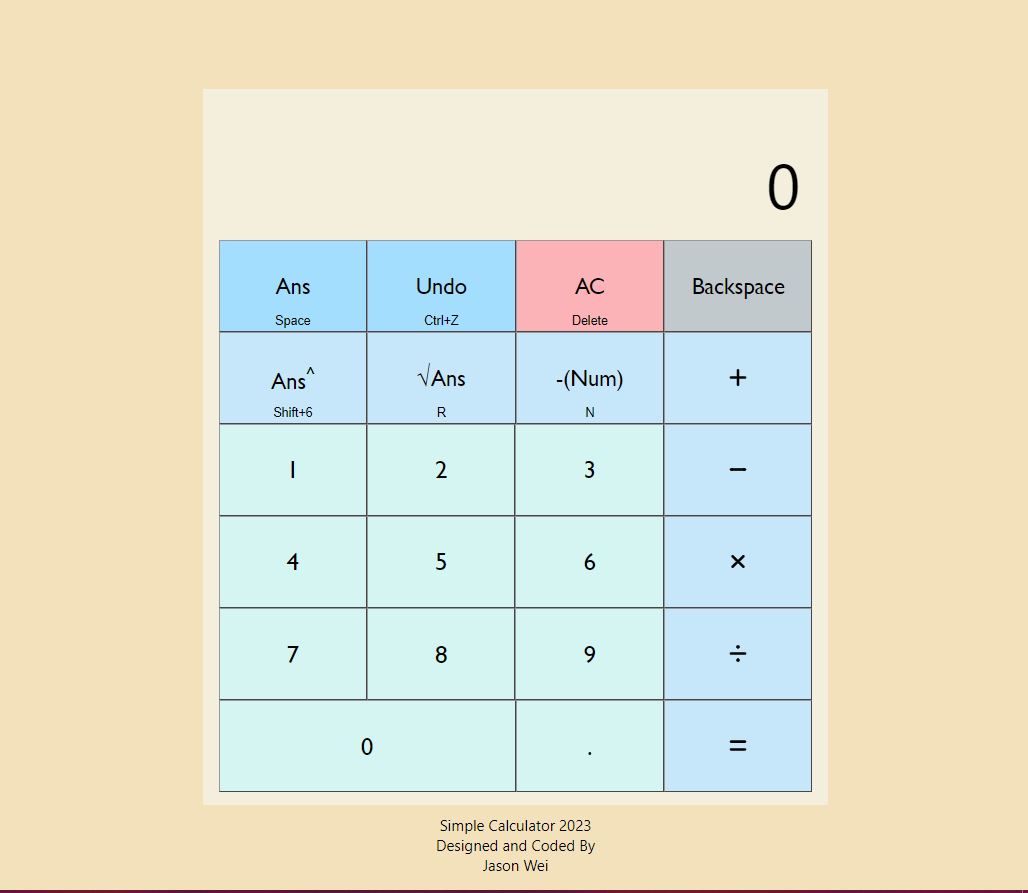 0
Ans Undo AC Backspace
Space Ctrl+Z Delete
Ans^ √Ans -(Num) +
Shift+6 R N
1 2 3 −
4 5 6 ×
7 8 9 ÷
0 . =
Simple Calculator 2023
Designed and Coded By
Jason Wei